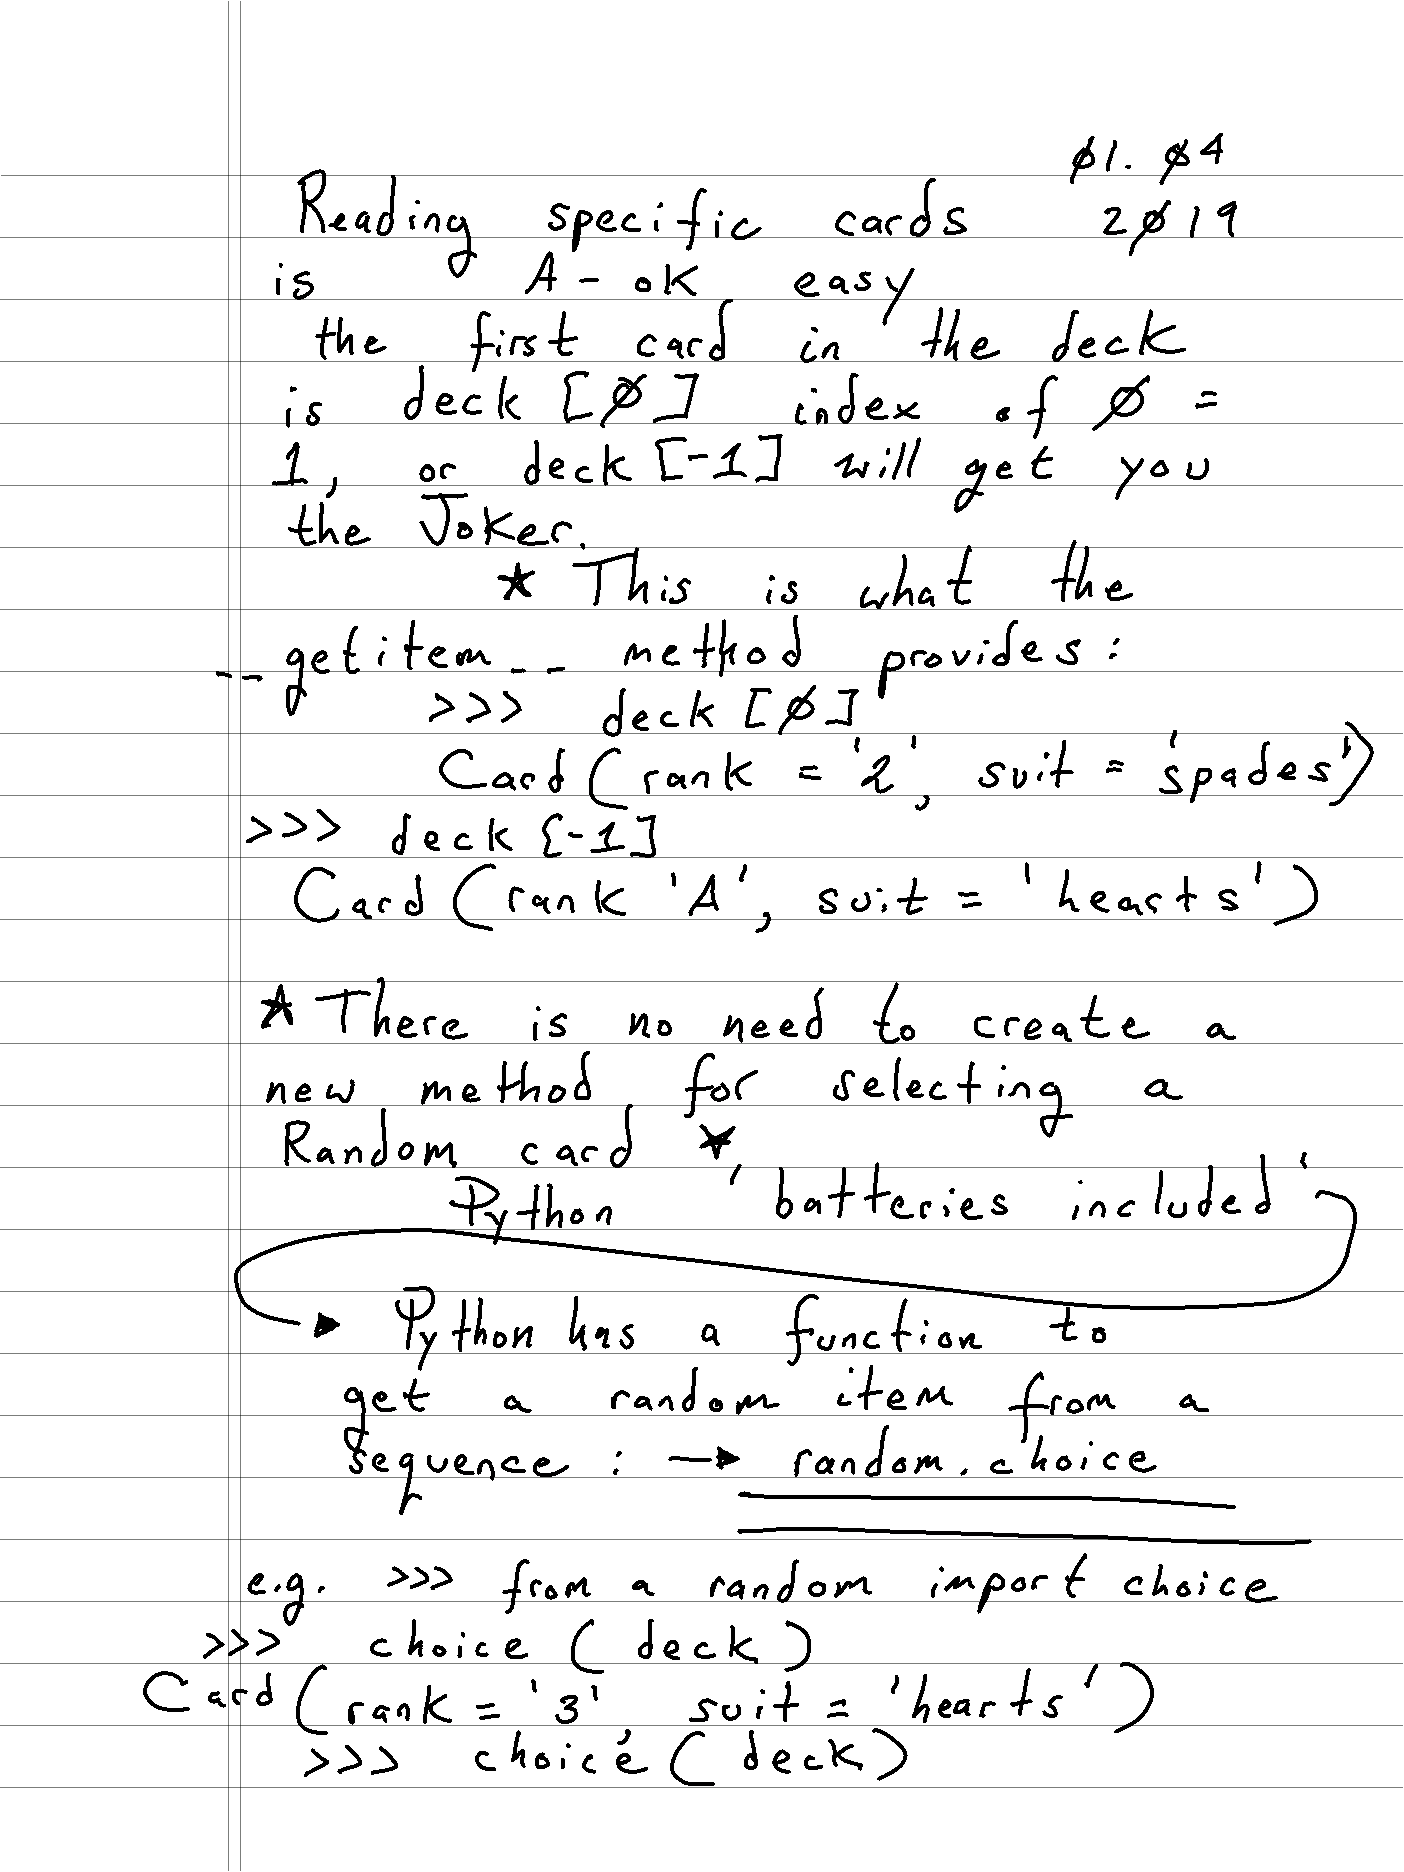 Ø1. Ø4
Reading specific cards 2Ø19
is A-ok easy
the first card in the deck
is deck [Ø] index of Ø =
1, or deck [-1] will get you
the Joker.
★ This is what the
__getitem__ method provides:
>>> deck [Ø]
Card (rank = '2', suit = 'spades')
>>> deck {-1]
Card (rank 'A', suit = 'hearts')
★ There is no need to create a
new method for selecting a
Random card ★
Python 'batteries included'
Python has a function to
get a random item from a
sequence : → random.choice
e.g. >>> from a random import choice
>>> choice ( deck )
Card (rank = '3', suit = 'hearts')
>>> choice ( deck )